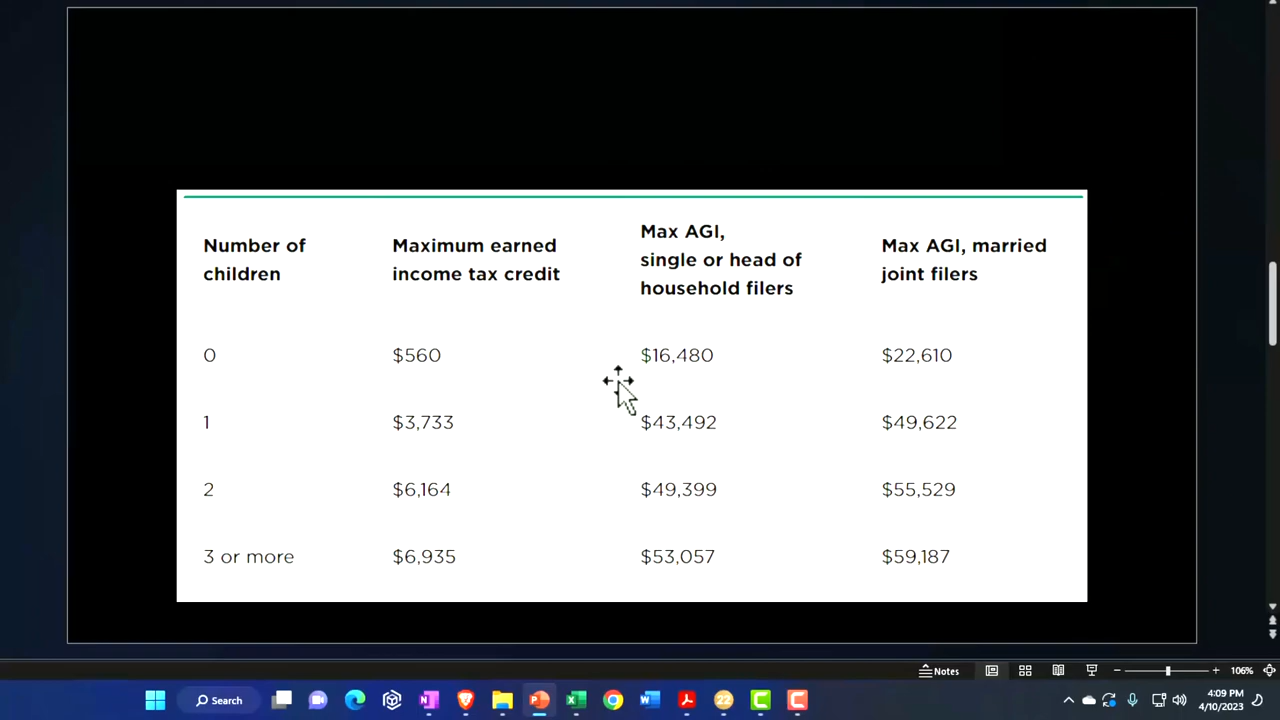 Number of children
Maximum earned income tax credit
Max AGI, single or head of household filers
Max AGI, married joint filers
0 $560 $16,480 $22,610
1 $3,733 $43,492 $49,622
2 $6,164 $49,399 $55,529
3 or more $6,935 $53,057 $59,187
Notes
106%
Search
22
4:09 PM
4/10/2023